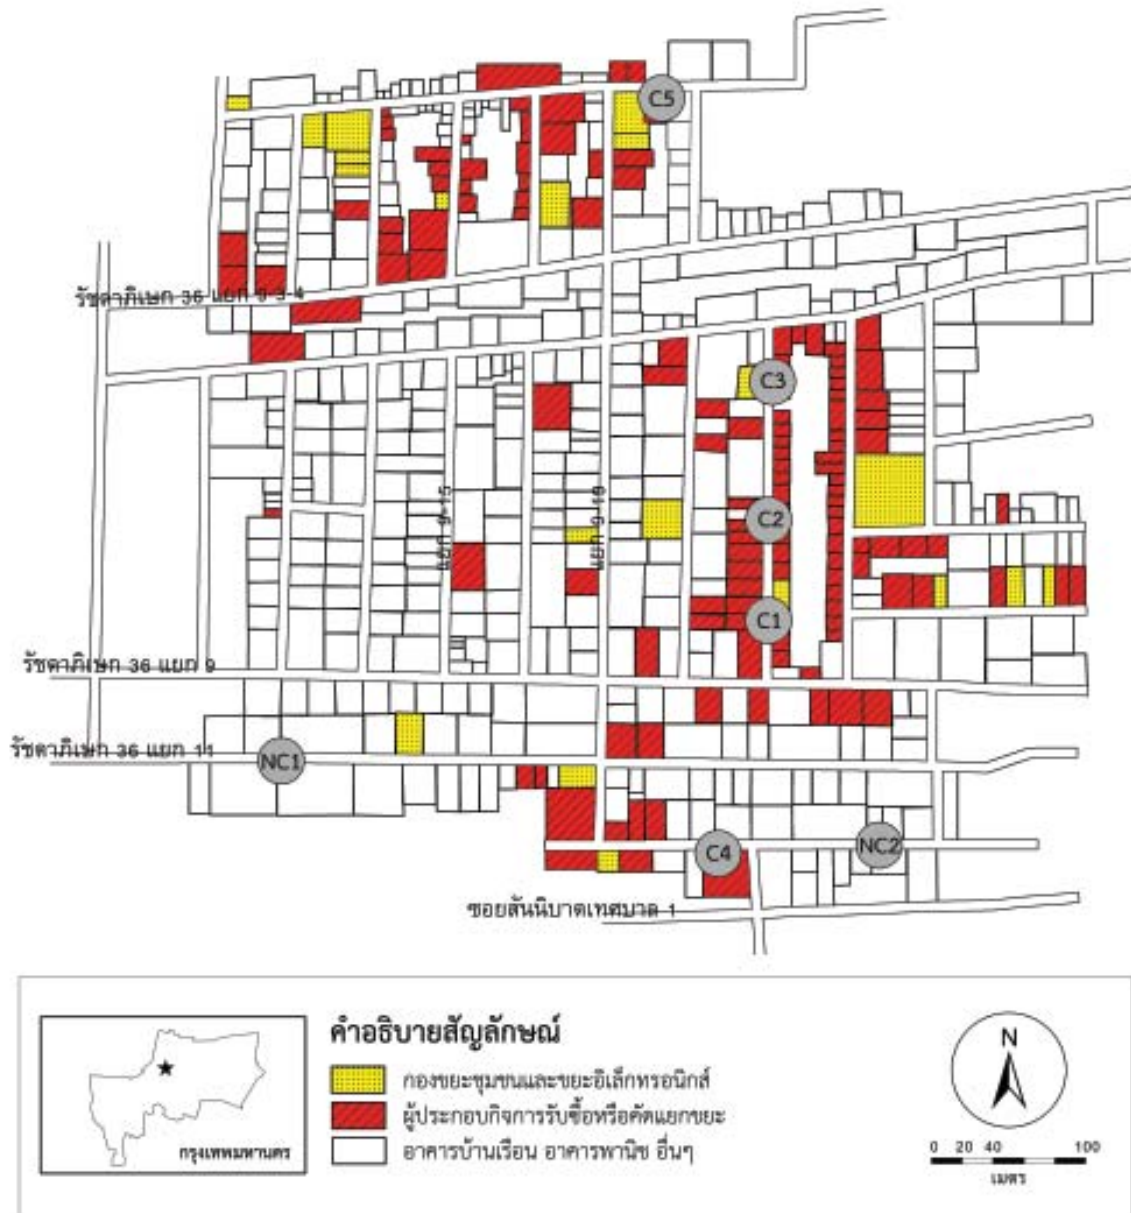 C5
รัชดาภิเษก 36 แยก 9-3-4
C3
แยก 9-15
แยก 9-19
C2
C1
รัชดาภิเษก 36 แยก 9
รัชดาภิเษก 36 แยก 11
NC1
C4
NC2
ซอยสันนิบาตเทศบาล 1
คำอธิบายสัญลักษณ์
กองขยะชุมชนและขยะอิเล็กทรอนิกส์
ผู้ประกอบกิจการรับซื้อหรือคัดแยกขยะ
อาคารบ้านเรือน อาคารพานิช อื่นๆ
กรุงเทพมหานคร
N
0 20 40 100
เมตร